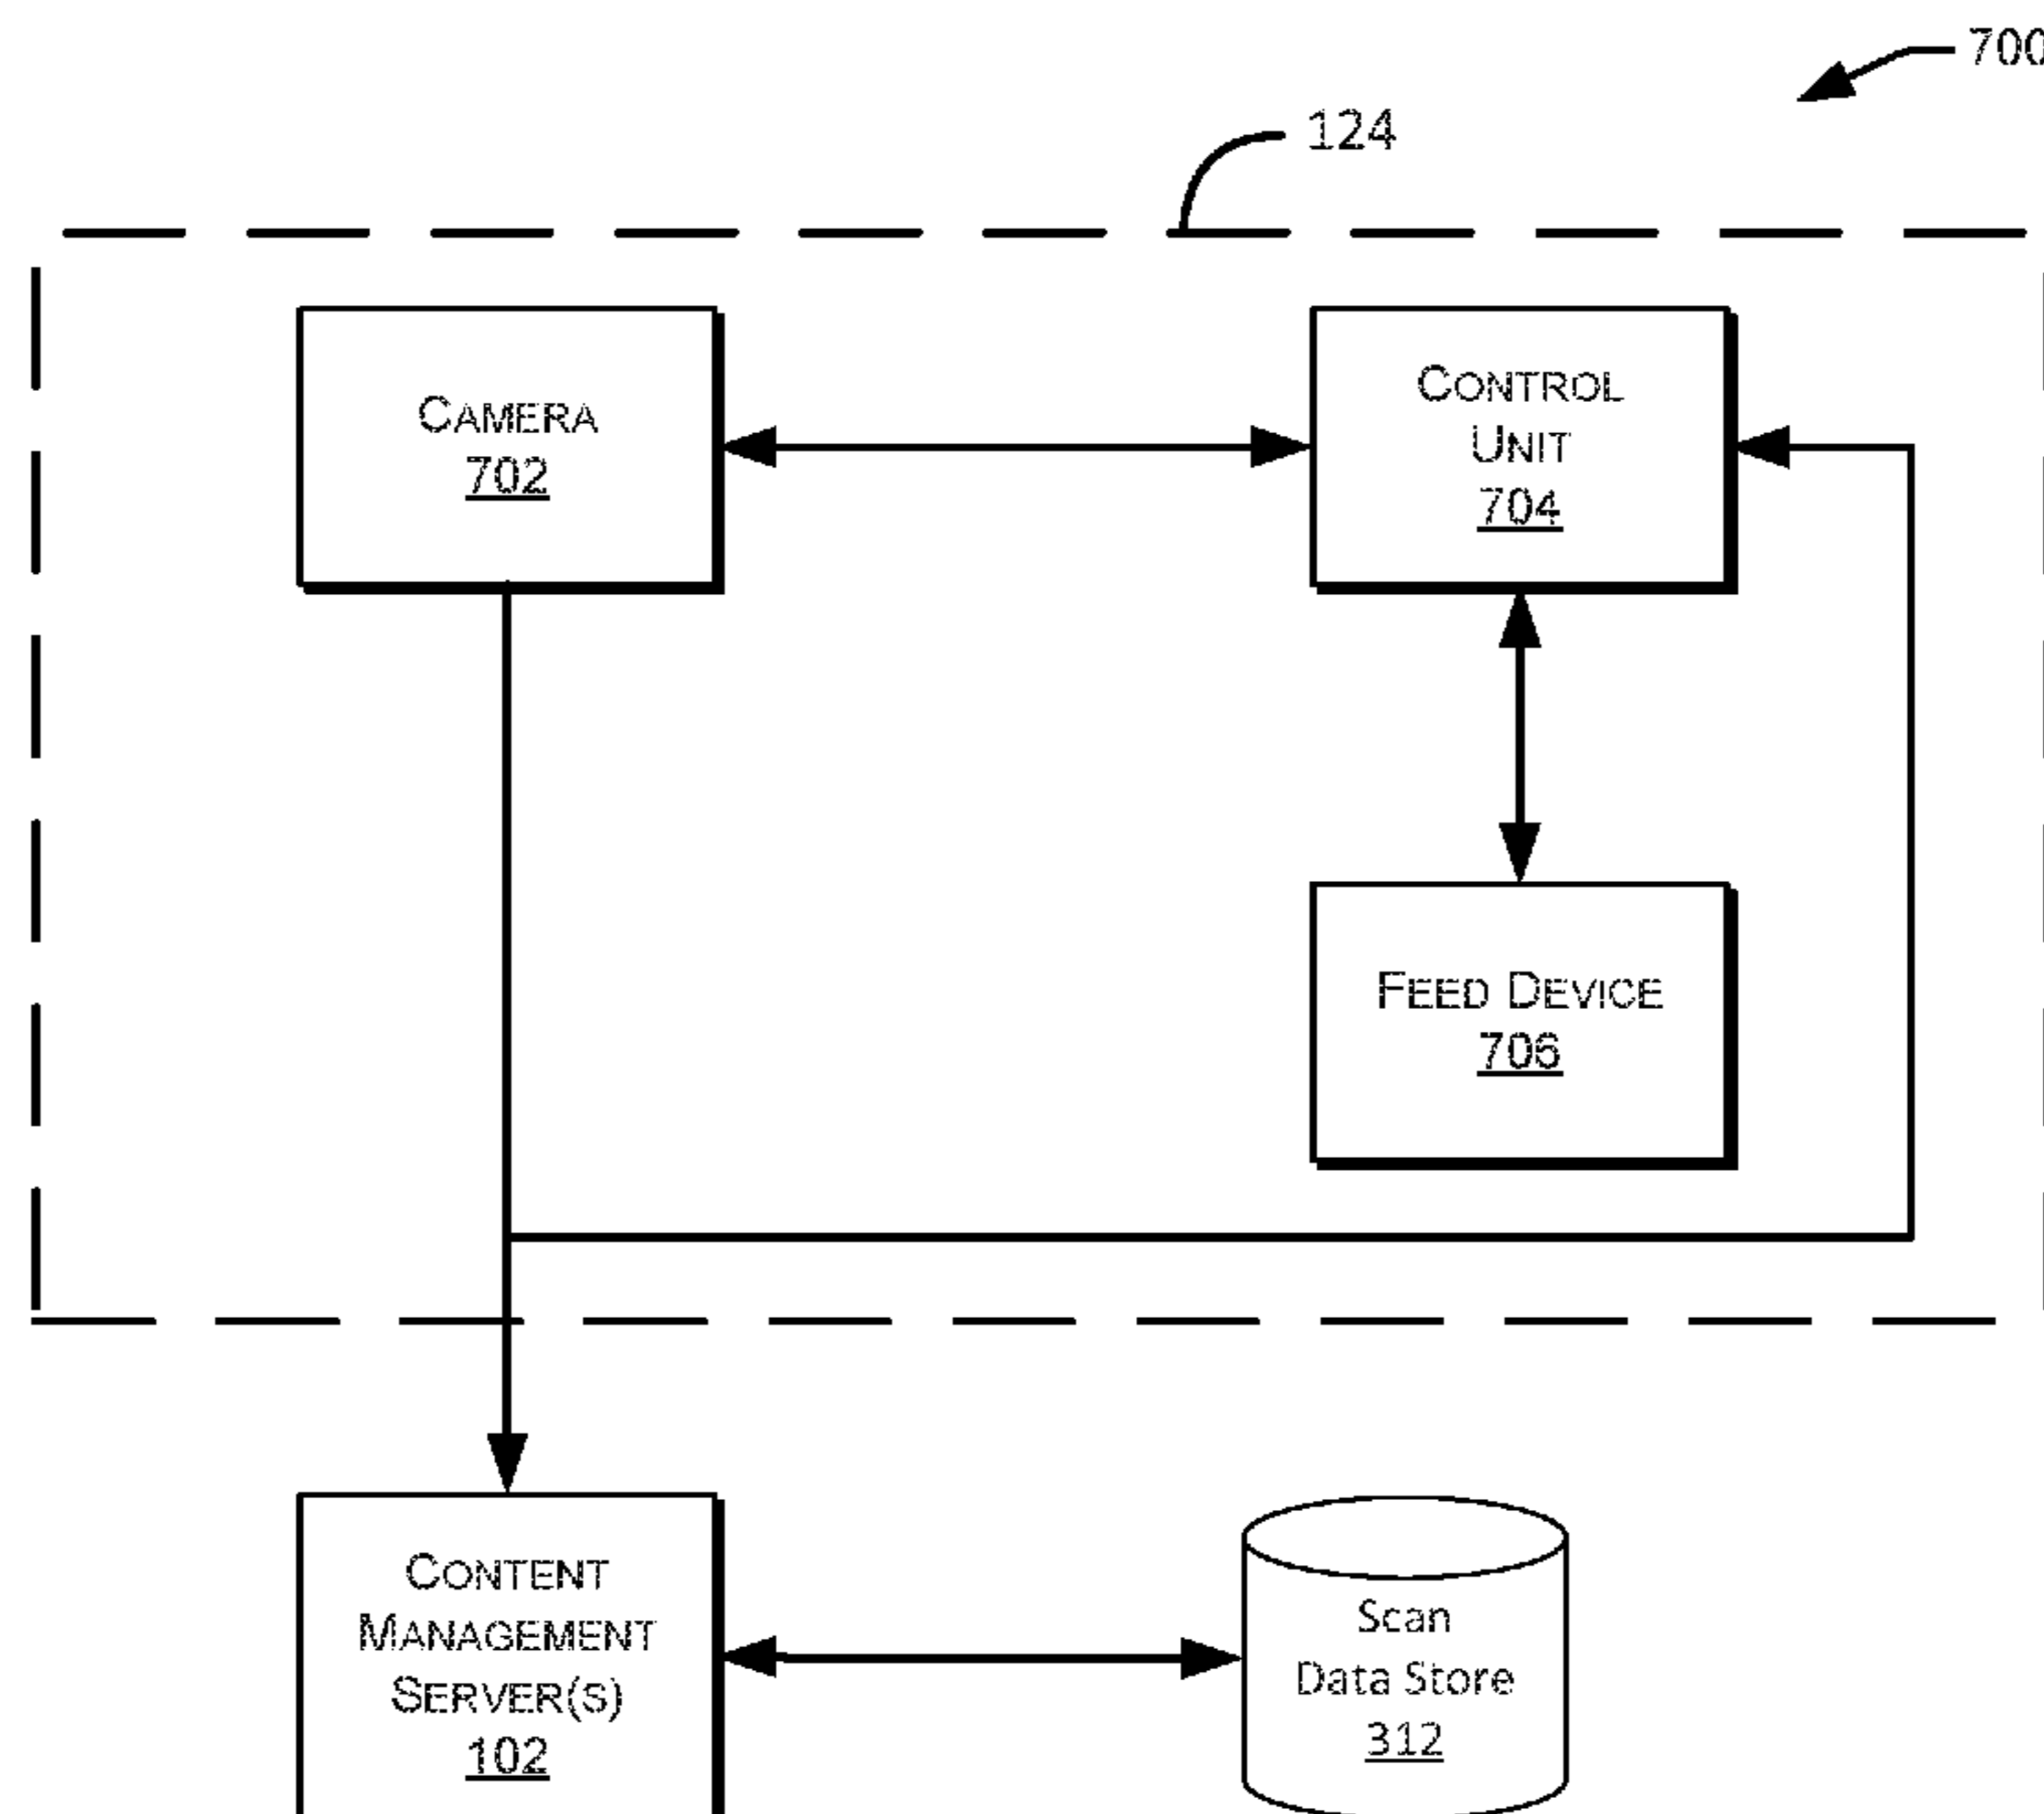 700
124
CAMERA
702
CONTROL
UNIT
704
FEED DEVICE
706
CONTENT
MANAGEMENT
SERVER(S)
102
Scan
Data Store
312